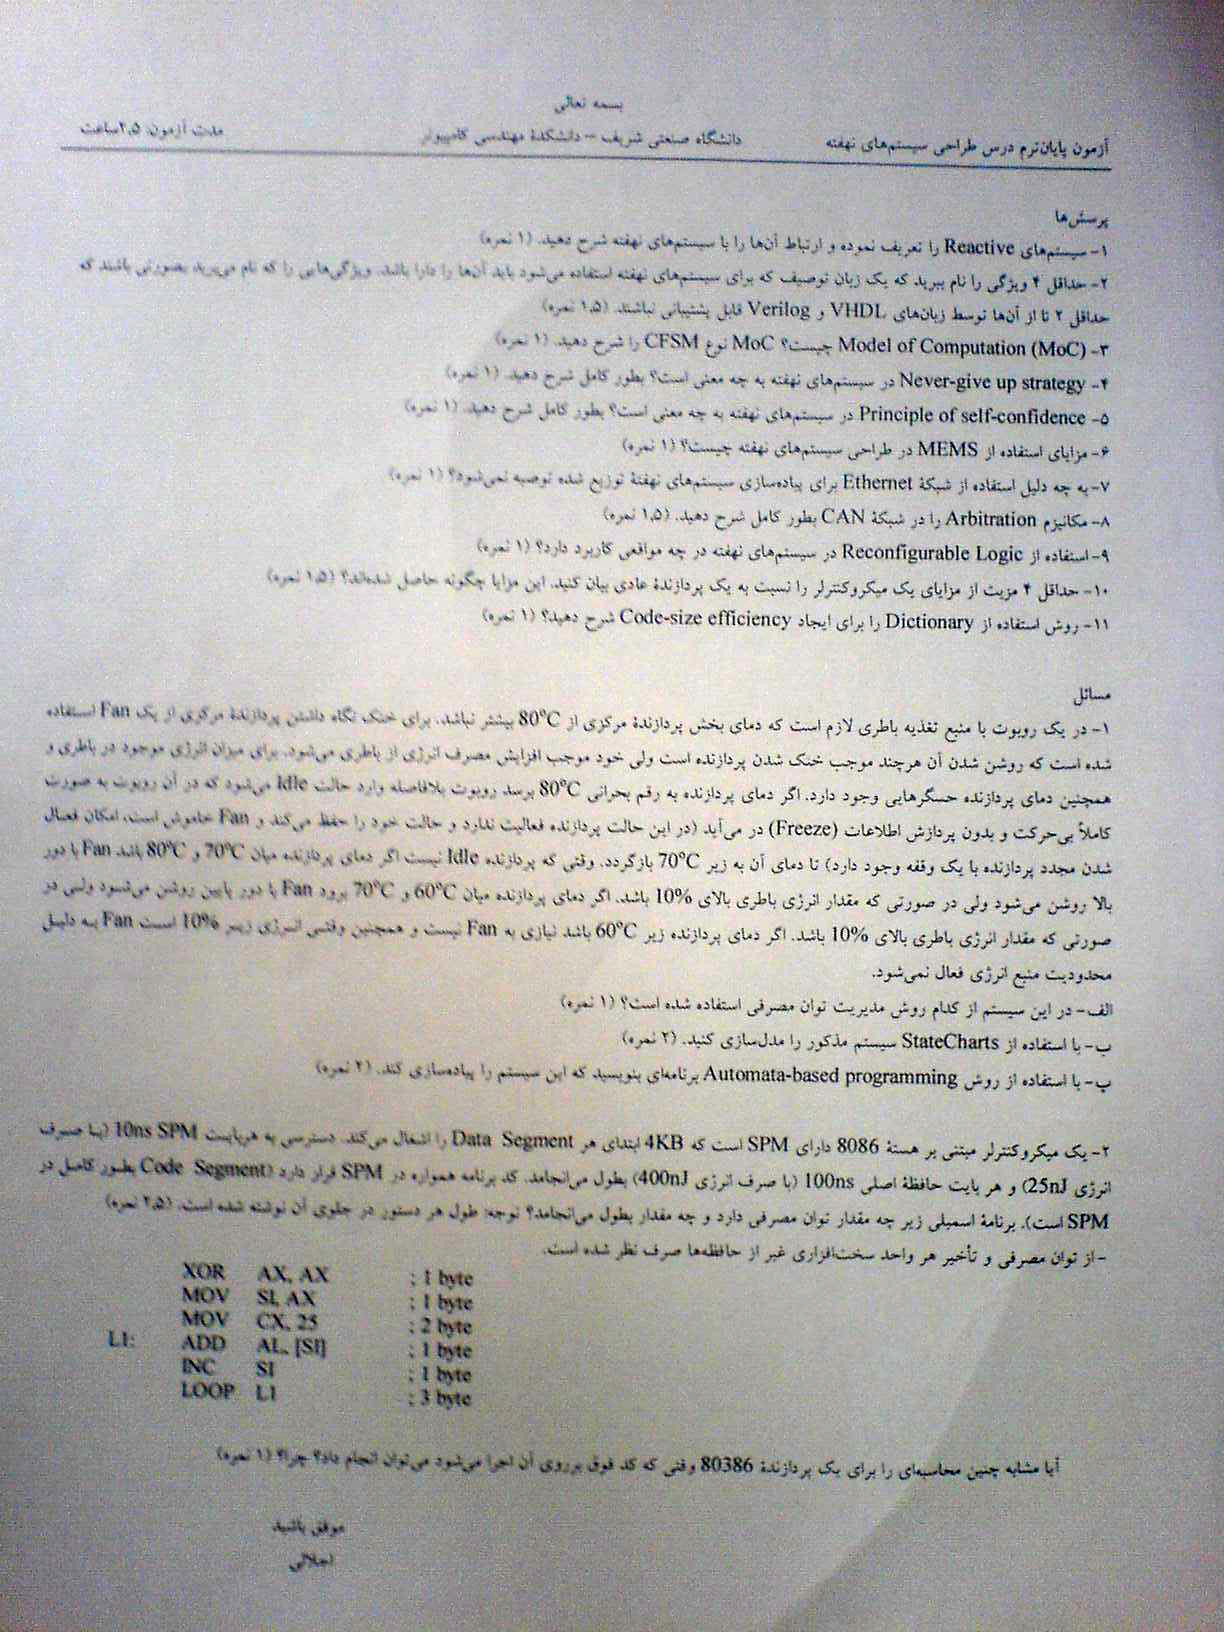 بسمه تعالی
آزمون پایان‌ترم درس طراحی سیستم‌های نهفته دانشگاه صنعتی شریف – دانشکدهٔ مهندسی کامپیوتر مدت آزمون: ۲٫۵ساعت
پرسش‌ها
۱- سیستم‌های Reactive را تعریف نموده و ارتباط آن‌ها را با سیستم‌های نهفته شرح دهید. (۱ نمره)
۲- حداقل ۴ ویژگی را نام ببرید که یک زبان توصیف که برای سیستم‌های نهفته استفاده می‌شود باید آن‌ها را دارا باشد. ویژگی‌هایی را که نام می‌برید بصورتی باشند که
حداقل ۲ تا از آن‌ها توسط زبان‌های VHDL و Verilog قابل پشتیبانی نباشند. (۱٫۵ نمره)
۳- Model of Computation (MoC) چیست؟ MoC نوع CFSM را شرح دهید. (۱ نمره)
۴- Never-give up strategy در سیستم‌های نهفته به چه معنی است؟ بطور کامل شرح دهید. (۱ نمره)
۵- Principle of self-confidence در سیستم‌های نهفته به چه معنی است؟ بطور کامل شرح دهید. (۱ نمره)
۶- مزایای استفاده از MEMS در طراحی سیستم‌های نهفته چیست؟ (۱ نمره)
۷- به چه دلیل استفاده از شبکهٔ Ethernet برای پیاده‌سازی سیستم‌های نهفتهٔ توزیع شده توصیه نمی‌شود؟ (۱ نمره)
۸- مکانیزم Arbitration را در شبکهٔ CAN بطور کامل شرح دهید. (۱٫۵ نمره)
۹- استفاده از Reconfigurable Logic در سیستم‌های نهفته در چه مواقعی کاربرد دارد؟ (۱ نمره)
۱۰- حداقل ۴ مزیت از مزایای یک میکروکنترلر را نسبت به یک پردازندهٔ عادی بیان کنید. این مزایا چگونه حاصل شده‌اند؟ (۱٫۵ نمره)
۱۱- روش استفاده از Dictionary را برای ایجاد Code-size efficiency شرح دهید؟ (۱ نمره)
مسائل
۱- در یک روبوت با منبع تغذیه باطری لازم است که دمای بخش پردازندهٔ مرکزی از 80°C بیشتر نباشد. برای خنک نگاه داشتن پردازندهٔ مرکزی از یک Fan استفاده
شده است که روشن شدن آن هرچند موجب خنک شدن پردازنده است ولی خود موجب افزایش مصرف انرژی از باطری می‌شود. برای میزان انرژی موجود در باطری و
همچنین دمای پردازنده حسگرهایی وجود دارد. اگر دمای پردازنده به رقم بحرانی 80°C برسد روبوت بلافاصله وارد حالت Idle می‌شود که در آن روبوت به صورت
کاملاً بی‌حرکت و بدون پردازش اطلاعات (Freeze) در می‌آید (در این حالت پردازنده فعالیت ندارد و حالت خود را حفظ می‌کند و Fan خاموش است، امکان فعال
شدن مجدد پردازنده با یک وقفه وجود دارد) تا دمای آن به زیر 70°C بازگردد. وقتی که پردازنده Idle نیست اگر دمای پردازنده میان 70°C و 80°C باشد Fan با دور
بالا روشن می‌شود ولی در صورتی که مقدار انرژی باطری بالای 10% باشد. اگر دمای پردازنده میان 60°C و 70°C برود Fan با دور پایین روشن می‌شود ولی در
صورتی که مقدار انرژی باطری بالای 10% باشد. اگر دمای پردازنده زیر 60°C باشد نیازی به Fan نیست و همچنین وقتی انرژی زیر 10% است Fan به دلیل
محدودیت منبع انرژی فعال نمی‌شود.
الف- در این سیستم از کدام روش مدیریت توان مصرفی استفاده شده است؟ (۱ نمره)
ب- با استفاده از StateCharts سیستم مذکور را مدل‌سازی کنید. (۲ نمره)
پ- با استفاده از روش Automata-based programming برنامه‌ای بنویسید که این سیستم را پیاده‌سازی کند. (۲ نمره)
۲- یک میکروکنترلر مبتنی بر هستهٔ 8086 دارای SPM است که 4KB ابتدای هر Data Segment را اشغال می‌کند. دسترسی به هربایت SPM 10ns (با صرف
انرژی 25nJ) و هر بایت حافظهٔ اصلی 100ns (با صرف انرژی 400nJ) بطول می‌انجامد. کد برنامه همواره در SPM قرار دارد (Code Segment بطور کامل در
SPM است). برنامهٔ اسمبلی زیر چه مقدار توان مصرفی دارد و چه مقدار بطول می‌انجامد؟ توجه: طول هر دستور در جلوی آن نوشته شده است. (۲٫۵ نمره)
-از توان مصرفی و تأخیر هر واحد سخت‌افزاری غیر از حافظه‌ها صرف نظر شده است.
XOR AX, AX ; 1 byte
MOV SI, AX ; 1 byte
MOV CX, 25 ; 2 byte
L1: ADD AL, [SI] ; 1 byte
INC SI ; 1 byte
LOOP L1 ; 3 byte
آیا مشابه چنین محاسبه‌ای را برای یک پردازندهٔ 80386 وقتی که کد فوق برروی آن اجرا می‌شود می‌توان انجام داد؟ چرا؟ (۱ نمره)
موفق باشید
اجلالی